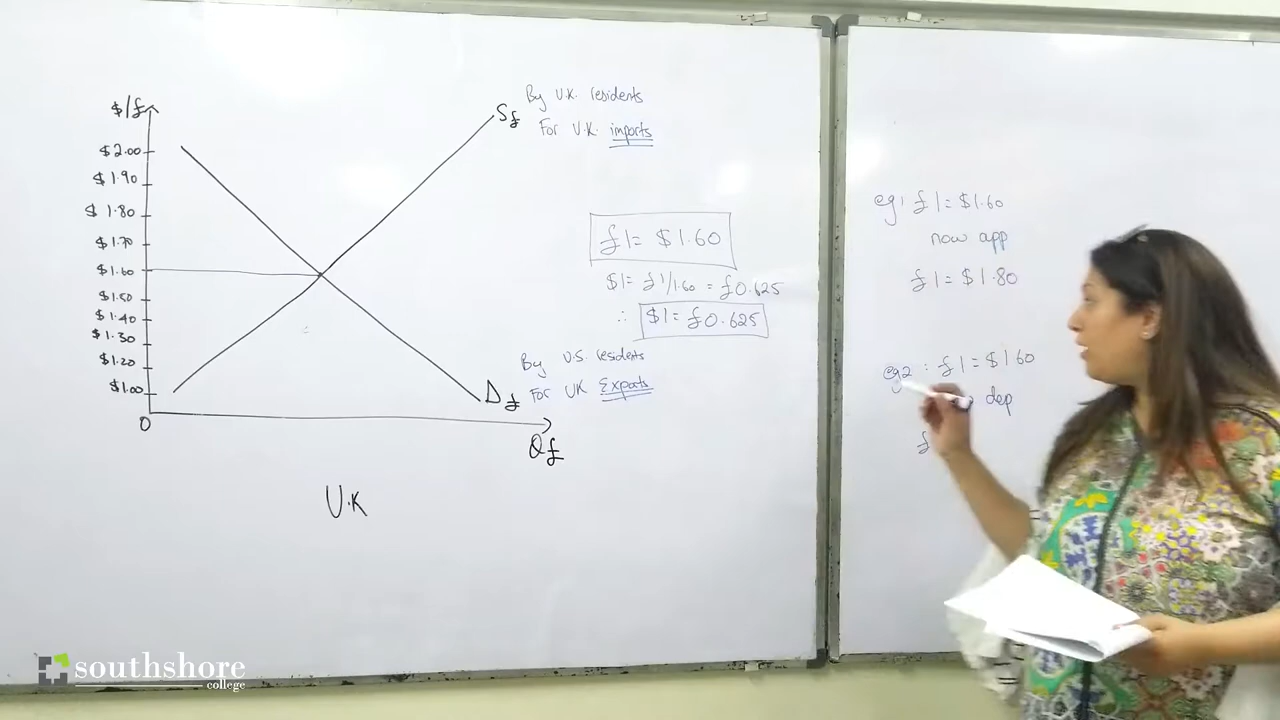 $/£
$2.00
$1.90
$1.80
$1.70
$1.60
$1.50
$1.40
$1.30
$1.20
$1.00
0
S£
By U.K. residents
For U.K. imports
£1 = $1.60
$1 = £ 1/1.60 = £0.625
∴ $1 = £0.625
By U.S. residents
For UK Exports
D£
Q£
U.K
eg1 £1 = $1.60
now app
£1 = $1.80
eg2 : £1 = $1.60
dep
£
southshore
college